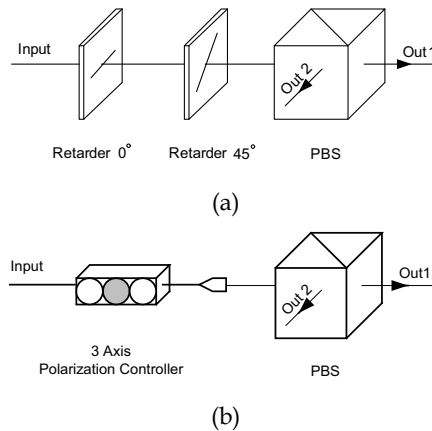 Input
Out1
Out 2
Retarder 0°
Retarder 45°
PBS
(a)
Input
Out1
Out 2
3 Axis
Polarization Controller
PBS
(b)